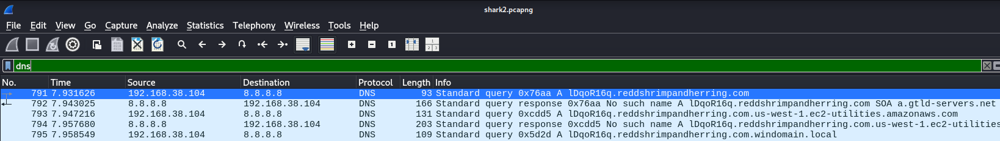 shark2.pcapng
File Edit View Go Capture Analyze Statistics Telephony Wireless Tools Help
dns
No. Time Source Destination Protocol Length Info
791 7.931626 192.168.38.104 8.8.8.8 DNS 93 Standard query 0x76aa A lDqoR16q.reddshrimpandherring.com
792 7.943025 8.8.8.8 192.168.38.104 DNS 166 Standard query response 0x76aa No such name A lDqoR16q.reddshrimpandherring.com SOA a.gtld-servers.net
793 7.947216 192.168.38.104 8.8.8.8 DNS 131 Standard query 0xcdd5 A lDqoR16q.reddshrimpandherring.com.us-west-1.ec2-utilities.amazonaws.com
794 7.957680 8.8.8.8 192.168.38.104 DNS 203 Standard query response 0xcdd5 No such name A lDqoR16q.reddshrimpandherring.com.us-west-1.ec2-utilities
795 7.958549 192.168.38.104 8.8.8.8 DNS 109 Standard query 0x5d2d A lDqoR16q.reddshrimpandherring.com.windomain.local